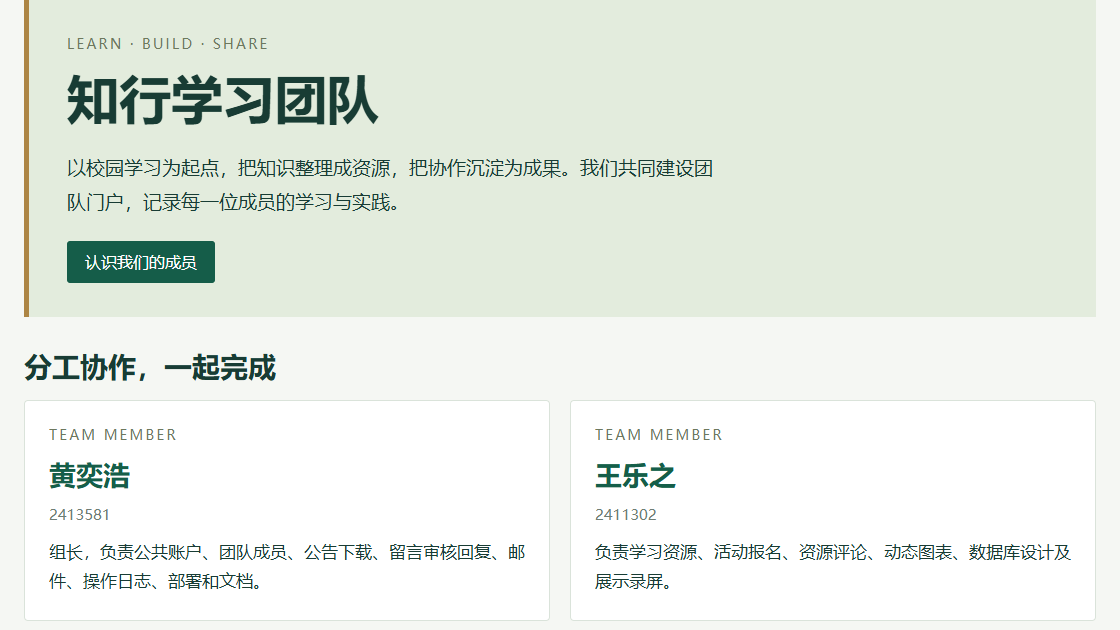 LEARN · BUILD · SHARE
知行学习团队
以校园学习为起点，把知识整理成资源，把协作沉淀为成果。我们共同建设团
队门户，记录每一位成员的学习与实践。
认识我们的成员
分工协作，一起完成
TEAM MEMBER
黄奕浩
2413581
组长，负责公共账户、团队成员、公告下载、留言审核回复、邮
件、操作日志、部署和文档。
TEAM MEMBER
王乐之
2411302
负责学习资源、活动报名、资源评论、动态图表、数据库设计及
展示录屏。